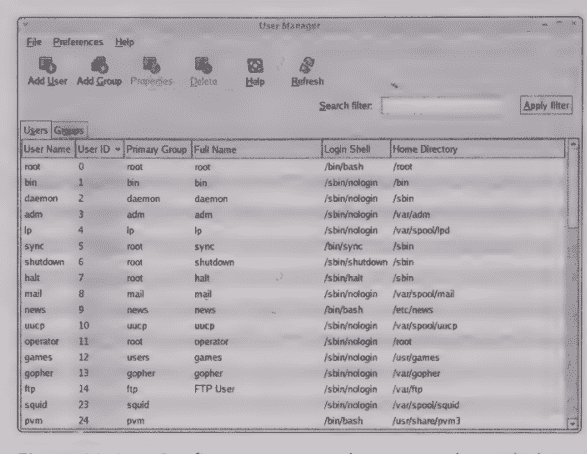 User Manager
File Preferences Help
Add User Add Group Properties Delete Help Refresh
Search filter: Apply filter
Users Groups
User Name User ID Primary Group Full Name Login Shell Home Directory
root 0 root root /bin/bash /root
bin 1 bin bin /sbin/nologin /bin
daemon 2 daemon daemon /sbin/nologin /sbin
adm 3 adm adm /sbin/nologin /var/adm
lp 4 lp lp /sbin/nologin /var/spool/lpd
sync 5 root sync /bin/sync /sbin
shutdown 6 root shutdown /sbin/shutdown /sbin
halt 7 root halt /sbin/halt /sbin
mail 8 mail mail /sbin/nologin /var/spool/mail
news 9 news news /bin/bash /etc/news
uucp 10 uucp uucp /sbin/nologin /var/spool/uucp
operator 11 root operator /sbin/nologin /root
games 12 users games /sbin/nologin /usr/games
gopher 13 gopher gopher /sbin/nologin /var/gopher
ftp 14 ftp FTP User /sbin/nologin /var/ftp
squid 23 squid /sbin/nologin /var/spool/squid
pvm 24 pvm /bin/bash /usr/share/pvm3